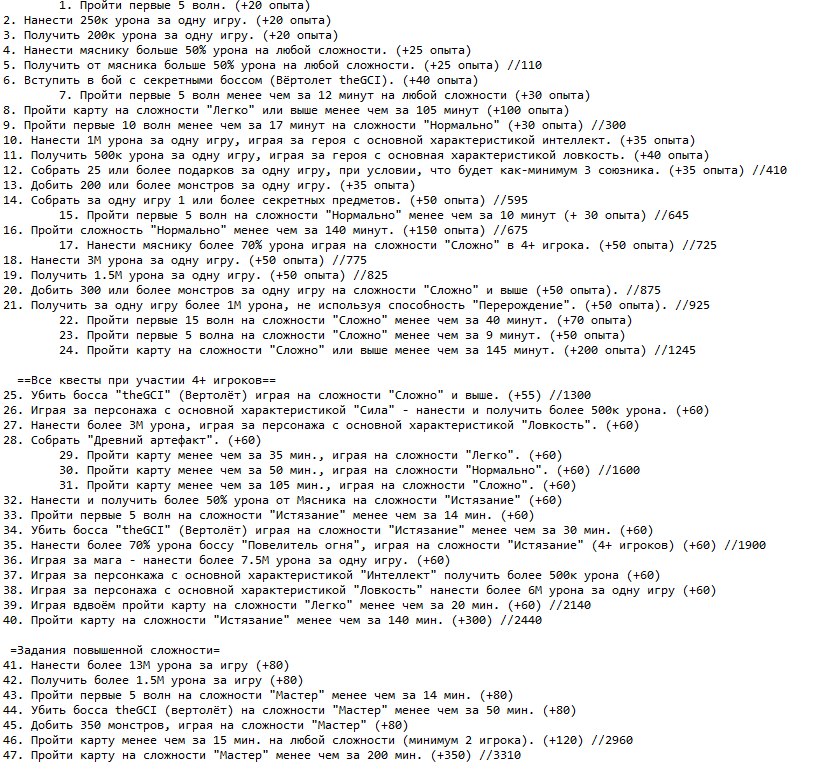 1. Пройти первые 5 волн. (+20 опыта)
2. Нанести 250к урона за одну игру. (+20 опыта)
3. Получить 200к урона за одну игру. (+20 опыта)
4. Нанести мяснику больше 50% урона на любой сложности. (+25 опыта)
5. Получить от мясника больше 50% урона на любой сложности. (+25 опыта) //110
6. Вступить в бой с секретными боссом (Вёртолет theGCI). (+40 опыта)
7. Пройти первые 5 волн менее чем за 12 минут на любой сложности (+30 опыта)
8. Пройти карту на сложности "Легко" или выше менее чем за 105 минут (+100 опыта)
9. Пройти первые 10 волн менее чем за 17 минут на сложности "Нормально" (+30 опыта) //300
10. Нанести 1М урона за одну игру, играя за героя с основной характеристикой интеллект. (+35 опыта)
11. Получить 500к урона за одну игру, играя за героя с основная характеристикой ловкость. (+40 опыта)
12. Собрать 25 или более подарков за одну игру, при условии, что будет как-минимум 3 союзника. (+35 опыта) //410
13. Добить 200 или более монстров за одну игру. (+35 опыта)
14. Собрать за одну игру 1 или более секретных предметов. (+50 опыта) //595
15. Пройти первые 5 волн на сложности "Нормально" менее чем за 10 минут (+ 30 опыта) //645
16. Пройти сложность "Нормально" менее чем за 140 минут. (+150 опыта) //675
17. Нанести мяснику более 70% урона играя на сложности "Сложно" в 4+ игрока. (+50 опыта) //725
18. Нанести 3М урона за одну игру. (+50 опыта) //775
19. Получить 1.5М урона за одну игру. (+50 опыта) //825
20. Добить 300 или более монстров за одну игру на сложности "Сложно" и выше (+50 опыта). //875
21. Получить за одну игру более 1М урона, не используя способность "Перерождение". (+50 опыта). //925
22. Пройти первые 15 волн на сложности "Сложно" менее чем за 40 минут. (+70 опыта)
23. Пройти первые 5 волна на сложности "Сложно" менее чем за 9 минут. (+50 опыта)
24. Пройти карту на сложности "Сложно" или выше менее чем за 145 минут. (+200 опыта) //1245
==Все квесты при участии 4+ игроков==
25. Убить босса "theGCI" (Вертолёт) играя на сложности "Сложно" и выше. (+55) //1300
26. Играя за персонажа с основной характеристикой "Сила" - нанести и получить более 500к урона. (+60)
27. Нанести более 3М урона, играя за персонажа с основной характеристикой "Ловкость". (+60)
28. Собрать "Древний артефакт". (+60)
29. Пройти карту менее чем за 35 мин., играя на сложности "Легко". (+60)
30. Пройти карту менее чем за 50 мин., играя на сложности "Нормально". (+60) //1600
31. Пройти карту менее чем за 105 мин., играя на сложности "Сложно". (+60)
32. Нанести и получить более 50% урона от Мясника на сложности "Истязание" (+60)
33. Пройти первые 5 волн на сложности "Истязание" менее чем за 14 мин. (+60)
34. Убить босса "theGCI" (Вертолёт) играя на сложности "Истязание" менее чем за 30 мин. (+60)
35. Нанести более 70% урона боссу "Повелитель огня", играя на сложности "Истязание" (4+ игроков) (+60) //1900
36. Играя за мага - нанести более 7.5М урона за одну игру. (+60)
37. Играя за персонкажа с основной характеристикой "Интеллект" получить более 500к урона (+60)
38. Играя за персонажа с основной характеристикой "Ловкость" нанести более 6М урона за одну игру (+60)
39. Играя вдвоём пройти карту на сложности "Легко" менее чем за 20 мин. (+60) //2140
40. Пройти карту на сложности "Истязание" менее чем за 140 мин. (+300) //2440
=Задания повышенной сложности=
41. Нанести более 13М урона за игру (+80)
42. Получить более 1.5М урона за игру (+80)
43. Пройти первые 5 волн на сложности "Мастер" менее чем за 14 мин. (+80)
44. Убить босса theGCI (вертолёт) на сложности "Мастер" менее чем за 50 мин. (+80)
45. Добить 350 монстров, играя на сложности "Мастер" (+80)
46. Пройти карту менее чем за 15 мин. на любой сложности (минимум 2 игрока). (+120) //2960
47. Пройти карту на сложности "Мастер" менее чем за 200 мин. (+350) //3310